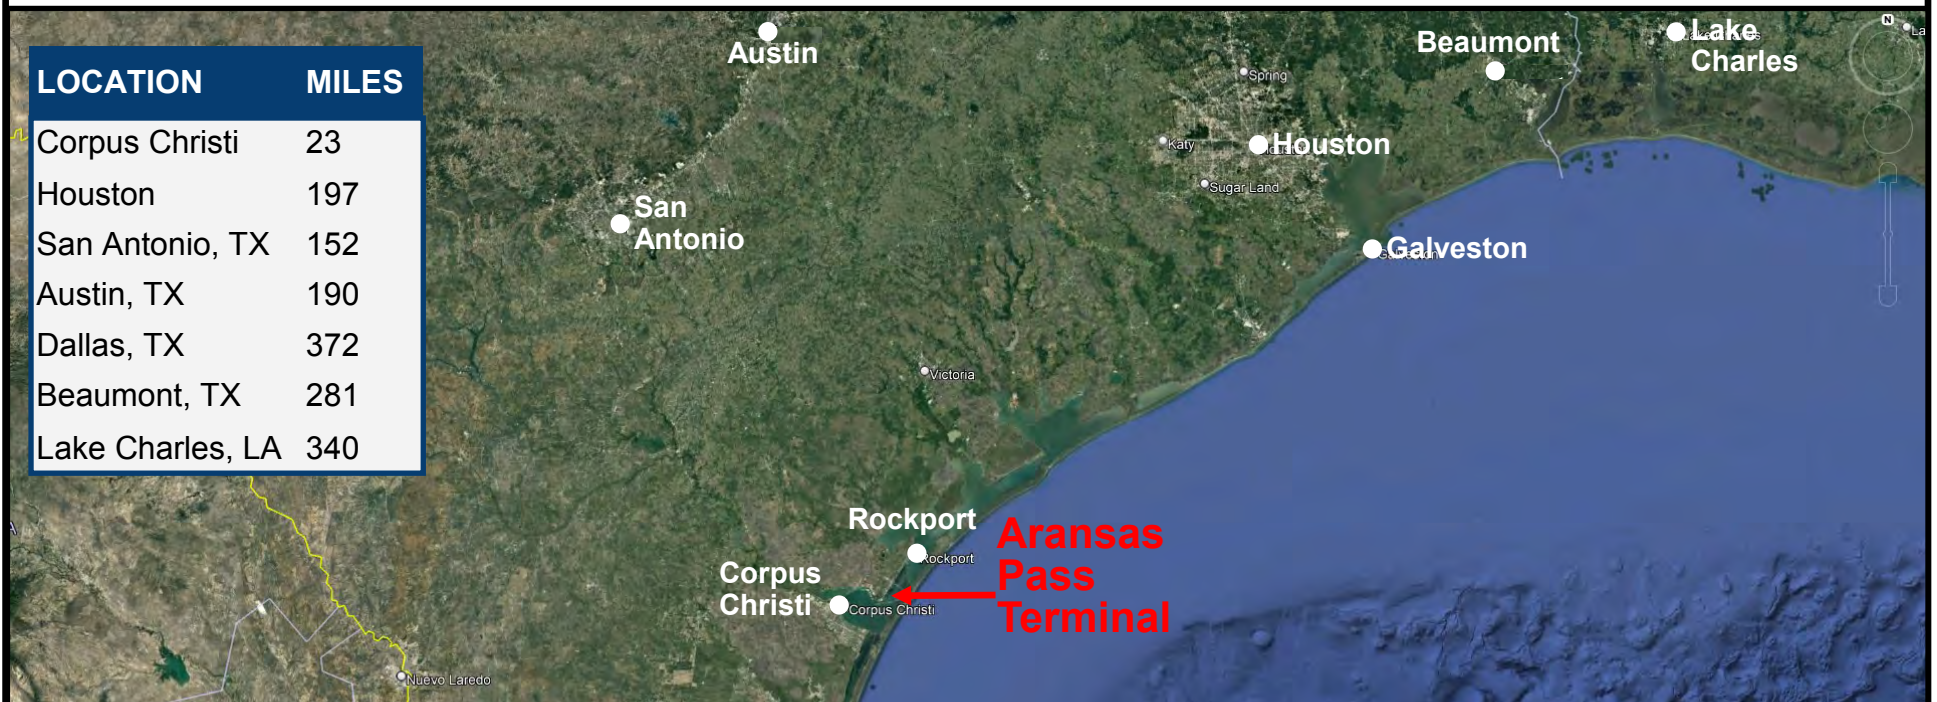 LOCATION MILES
Corpus Christi 23
Houston 197
San Antonio, TX 152
Austin, TX 190
Dallas, TX 372
Beaumont, TX 281
Lake Charles, LA 340
Austin
Beaumont
Lake
Charles
La
N
Spring
Katy
Houston
Sugar Land
San
Antonio
Galveston
Galveston
Victoria
Rockport
Rockport
Aransas
Pass
Terminal
Corpus
Christi
Corpus Christi
Nuevo Laredo